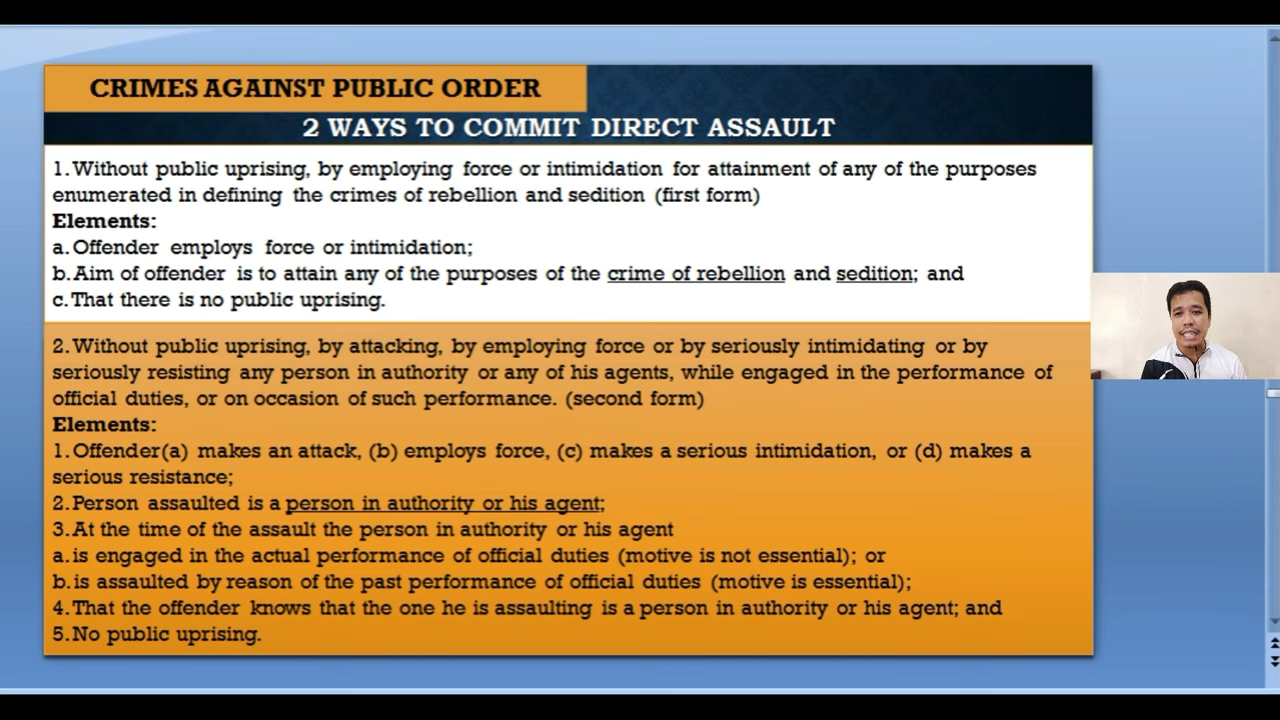 CRIMES AGAINST PUBLIC ORDER
2 WAYS TO COMMIT DIRECT ASSAULT
1. Without public uprising, by employing force or intimidation for attainment of any of the purposes
enumerated in defining the crimes of rebellion and sedition (first form)
Elements:
a. Offender employs force or intimidation;
b. Aim of offender is to attain any of the purposes of the crime of rebellion and sedition; and
c. That there is no public uprising.
2. Without public uprising, by attacking, by employing force or by seriously intimidating or by
seriously resisting any person in authority or any of his agents, while engaged in the performance of
official duties, or on occasion of such performance. (second form)
Elements:
1. Offender (a) makes an attack, (b) employs force, (c) makes a serious intimidation, or (d) makes a
serious resistance;
2. Person assaulted is a person in authority or his agent;
3. At the time of the assault the person in authority or his agent
a. is engaged in the actual performance of official duties (motive is not essential); or
b. is assaulted by reason of the past performance of official duties (motive is essential);
4. That the offender knows that the one he is assaulting is a person in authority or his agent; and
5. No public uprising.